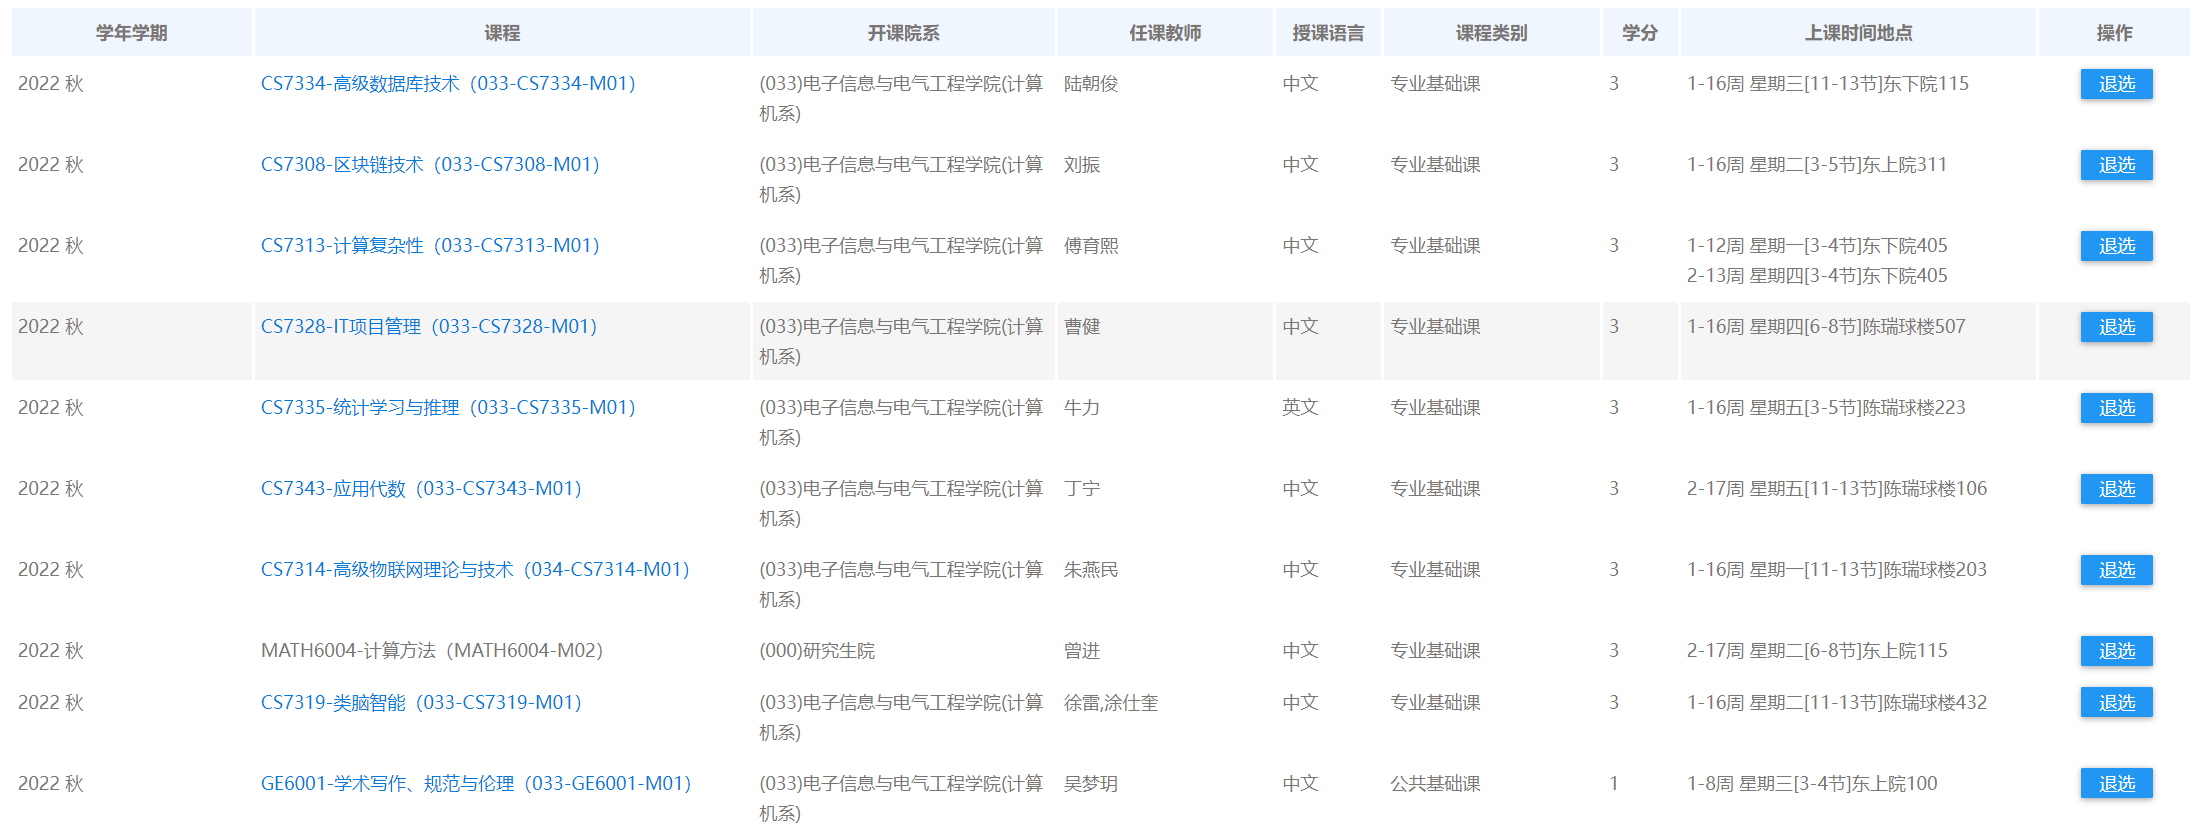 学年学期 课程 开课院系 任课教师 授课语言 课程类别 学分 上课时间地点 操作
2022 秋 CS7334-高级数据库技术（033-CS7334-M01） (033)电子信息与电气工程学院(计算 陆朝俊 中文 专业基础课 3 1-16周 星期三[11-13节]东下院115 退选
机系)
2022 秋 CS7308-区块链技术（033-CS7308-M01） (033)电子信息与电气工程学院(计算 刘振 中文 专业基础课 3 1-16周 星期二[3-5节]东上院311 退选
机系)
2022 秋 CS7313-计算复杂性（033-CS7313-M01） (033)电子信息与电气工程学院(计算 傅育熙 中文 专业基础课 3 1-12周 星期一[3-4节]东下院405 退选
机系) 2-13周 星期四[3-4节]东下院405
2022 秋 CS7328-IT项目管理（033-CS7328-M01） (033)电子信息与电气工程学院(计算 曹健 中文 专业基础课 3 1-16周 星期四[6-8节]陈瑞球楼507 退选
机系)
2022 秋 CS7335-统计学习与推理（033-CS7335-M01） (033)电子信息与电气工程学院(计算 牛力 英文 专业基础课 3 1-16周 星期五[3-5节]陈瑞球楼223 退选
机系)
2022 秋 CS7343-应用代数（033-CS7343-M01） (033)电子信息与电气工程学院(计算 丁宁 中文 专业基础课 3 2-17周 星期五[11-13节]陈瑞球楼106 退选
机系)
2022 秋 CS7314-高级物联网理论与技术（034-CS7314-M01） (033)电子信息与电气工程学院(计算 朱燕民 中文 专业基础课 3 1-16周 星期一[11-13节]陈瑞球楼203 退选
机系)
2022 秋 MATH6004-计算方法（MATH6004-M02） (000)研究生院 曾进 中文 专业基础课 3 2-17周 星期二[6-8节]东上院115 退选
2022 秋 CS7319-类脑智能（033-CS7319-M01） (033)电子信息与电气工程学院(计算 徐雷,涂仕奎 中文 专业基础课 3 1-16周 星期二[11-13节]陈瑞球楼432 退选
机系)
2022 秋 GE6001-学术写作、规范与伦理（033-GE6001-M01） (033)电子信息与电气工程学院(计算 吴梦玥 中文 公共基础课 1 1-8周 星期三[3-4节]东上院100 退选
机系)